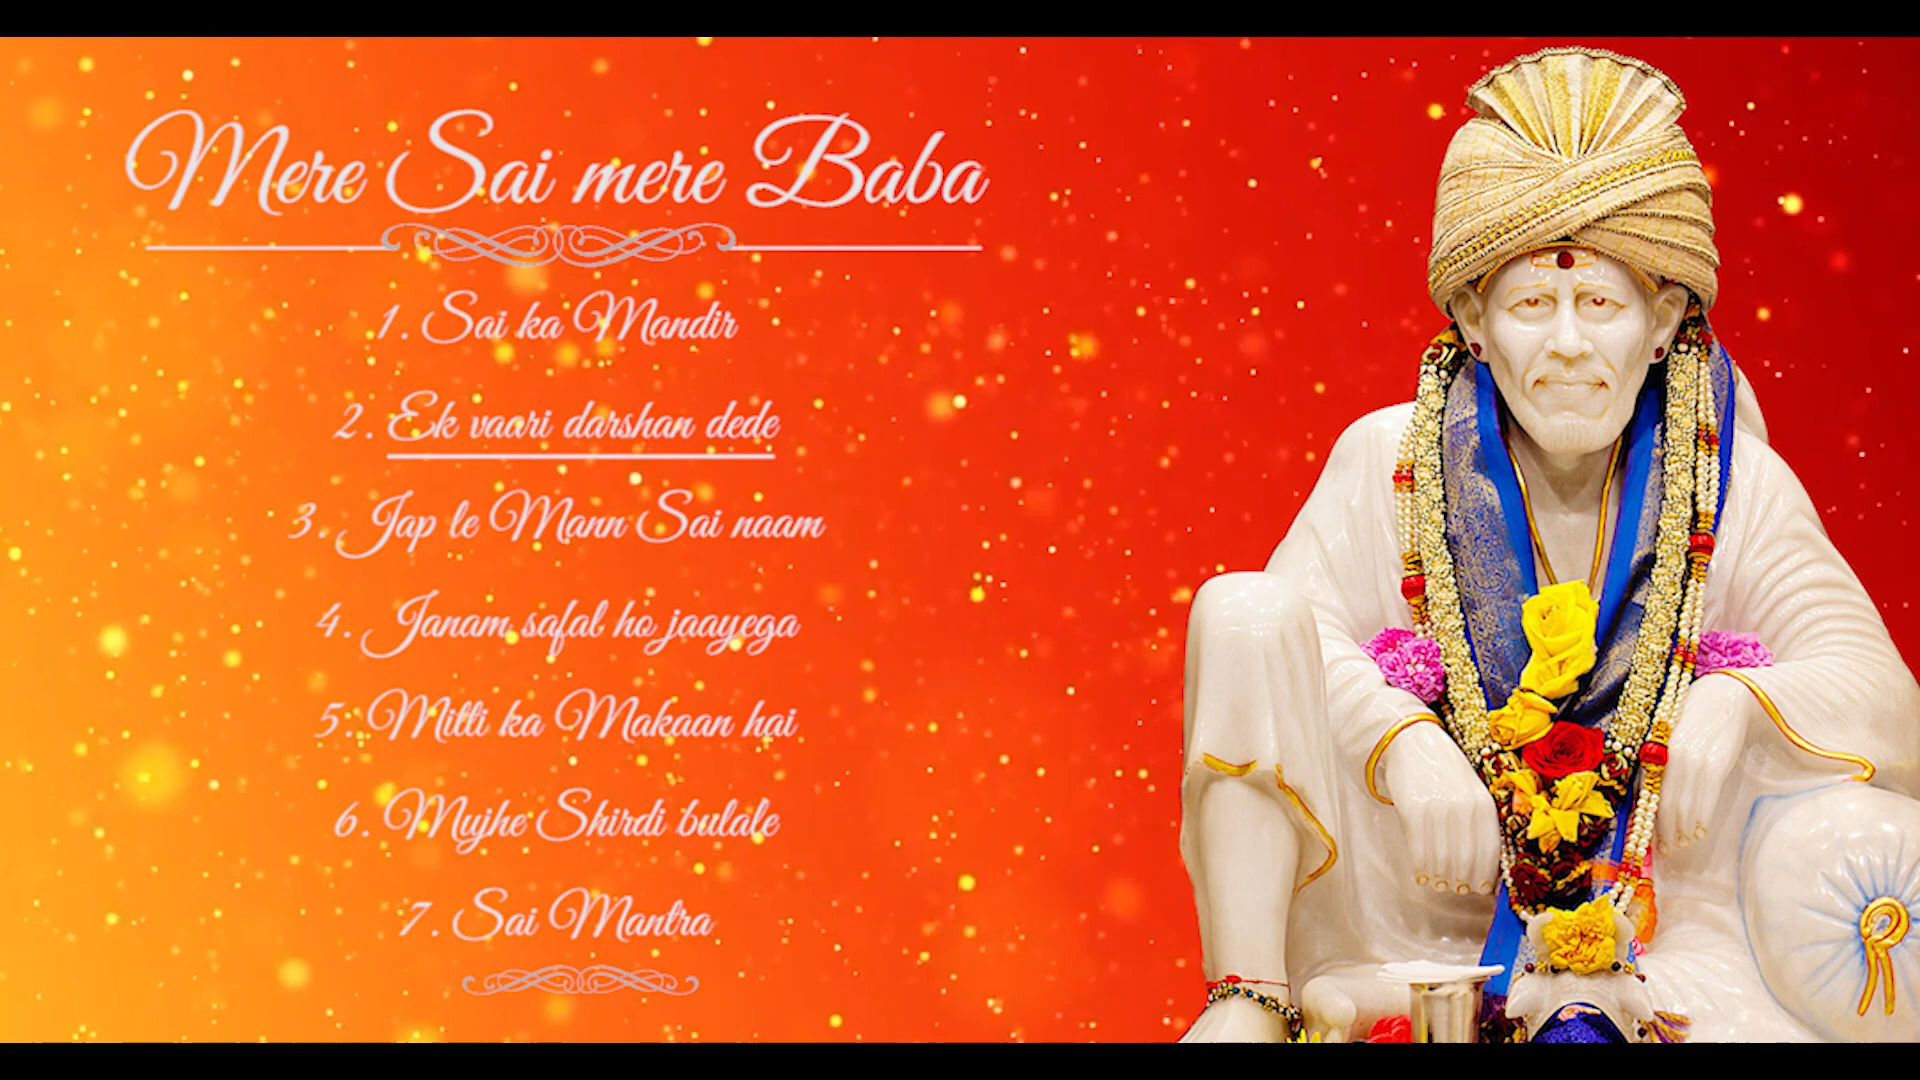 Mere Sai mere Baba
1. Sai ka Mandir
2. Ek vaari darshan dede
3. Jap le Mann Sai naam
4. Janam safal ho jaayega
5. Mitti ka Makaan hai
6. Mujhe Shirdi bulale
7. Sai Mantra